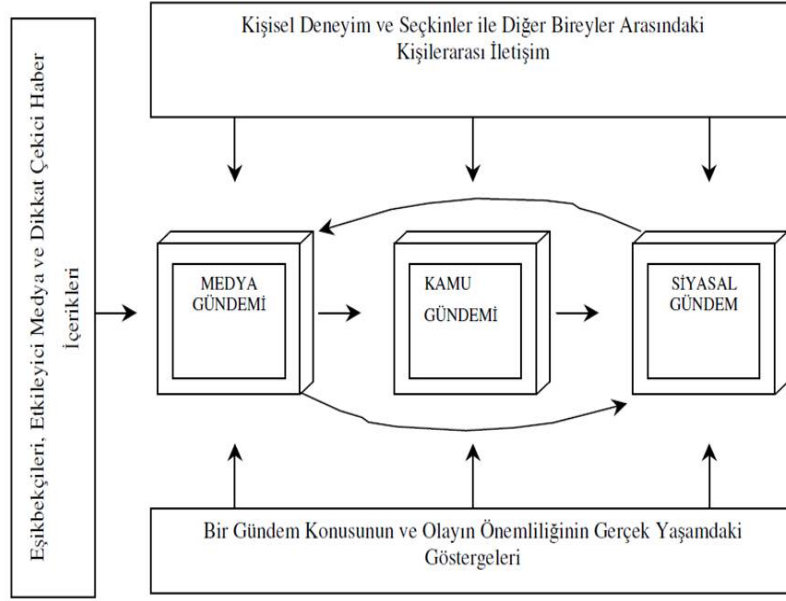 Kişisel Deneyim ve Seçkinler ile Diğer Bireyler Arasındaki
Kişilerarası İletişim
Eşikbekçileri, Etkileyici Medya ve Dikkat Çekici Haber
İçerikleri
MEDYA
GÜNDEMİ
KAMU
GÜNDEMİ
SİYASAL
GÜNDEM
Bir Gündem Konusunun ve Olayın Önemliliğinin Gerçek Yaşamdaki
Göstergeleri